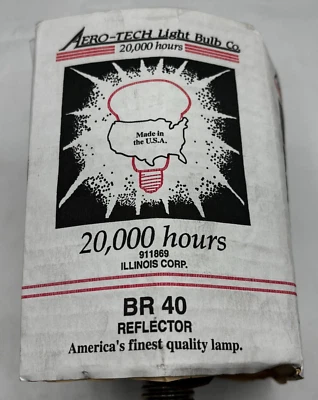 AERO-TECH Light Bulb Co.
20,000 hours
Made in
the U.S.A.
20,000 hours
911869
ILLINOIS CORP.
BR 40
REFLECTOR
America's finest quality lamp.